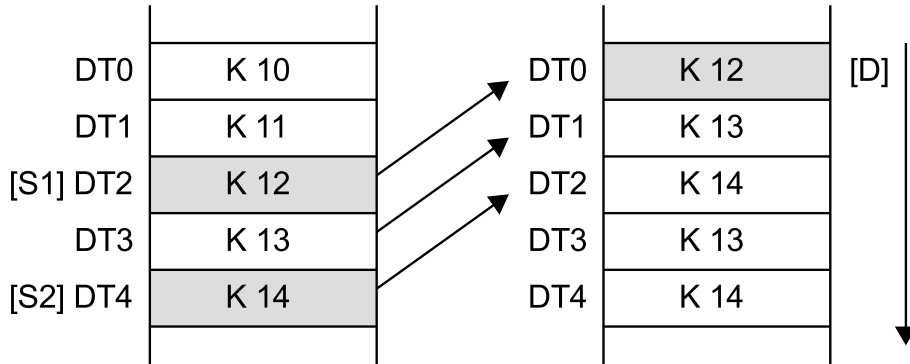 DT0 K 10 DT0 K 12 [D]
DT1 K 11 DT1 K 13
[S1] DT2 K 12 DT2 K 14
DT3 K 13 DT3 K 13
[S2] DT4 K 14 DT4 K 14